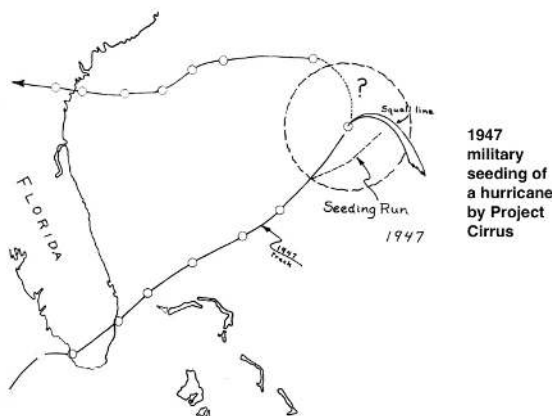 ?
Squall line
FLORIDA
Seeding Run
1947
1947
Track
1947
military
seeding of
a hurricane
by Project
Cirrus